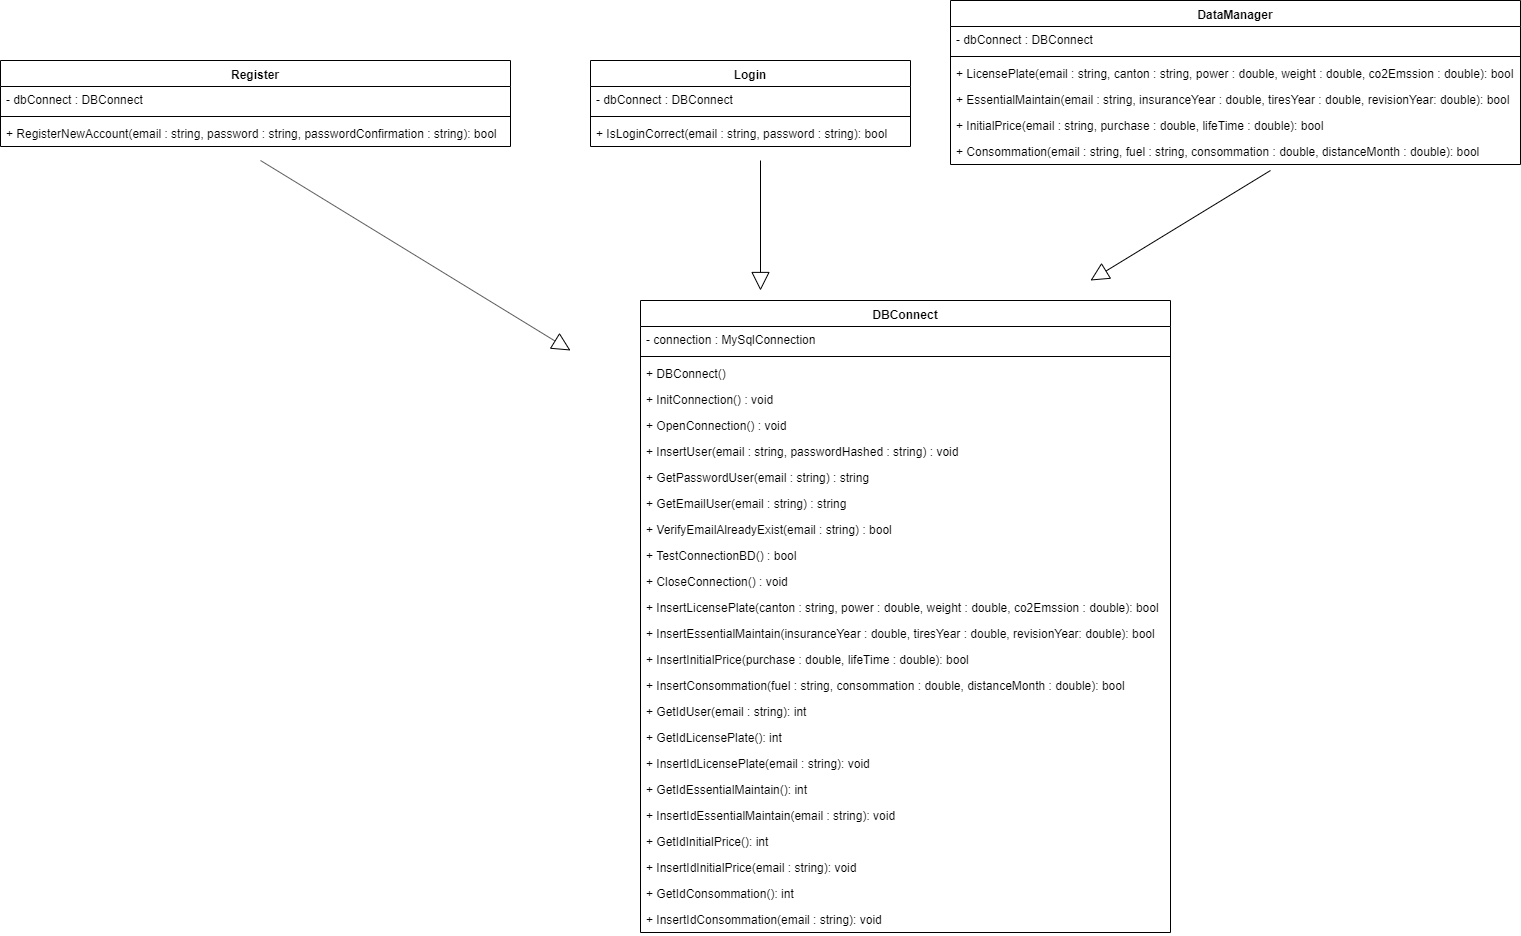 DataManager
- dbConnect : DBConnect
+ LicensePlate(email : string, canton : string, power : double, weight : double, co2Emssion : double): bool
+ EssentialMaintain(email : string, insuranceYear : double, tiresYear : double, revisionYear: double): bool
+ InitialPrice(email : string, purchase : double, lifeTime : double): bool
+ Consommation(email : string, fuel : string, consommation : double, distanceMonth : double): bool
Register
- dbConnect : DBConnect
+ RegisterNewAccount(email : string, password : string, passwordConfirmation : string): bool
Login
- dbConnect : DBConnect
+ IsLoginCorrect(email : string, password : string): bool
DBConnect
- connection : MySqlConnection
+ DBConnect()
+ InitConnection() : void
+ OpenConnection() : void
+ InsertUser(email : string, passwordHashed : string) : void
+ GetPasswordUser(email : string) : string
+ GetEmailUser(email : string) : string
+ VerifyEmailAlreadyExist(email : string) : bool
+ TestConnectionBD() : bool
+ CloseConnection() : void
+ InsertLicensePlate(canton : string, power : double, weight : double, co2Emssion : double): bool
+ InsertEssentialMaintain(insuranceYear : double, tiresYear : double, revisionYear: double): bool
+ InsertInitialPrice(purchase : double, lifeTime : double): bool
+ InsertConsommation(fuel : string, consommation : double, distanceMonth : double): bool
+ GetIdUser(email : string): int
+ GetIdLicensePlate(): int
+ InsertIdLicensePlate(email : string): void
+ GetIdEssentialMaintain(): int
+ InsertIdEssentialMaintain(email : string): void
+ GetIdInitialPrice(): int
+ InsertIdInitialPrice(email : string): void
+ GetIdConsommation(): int
+ InsertIdConsommation(email : string): void